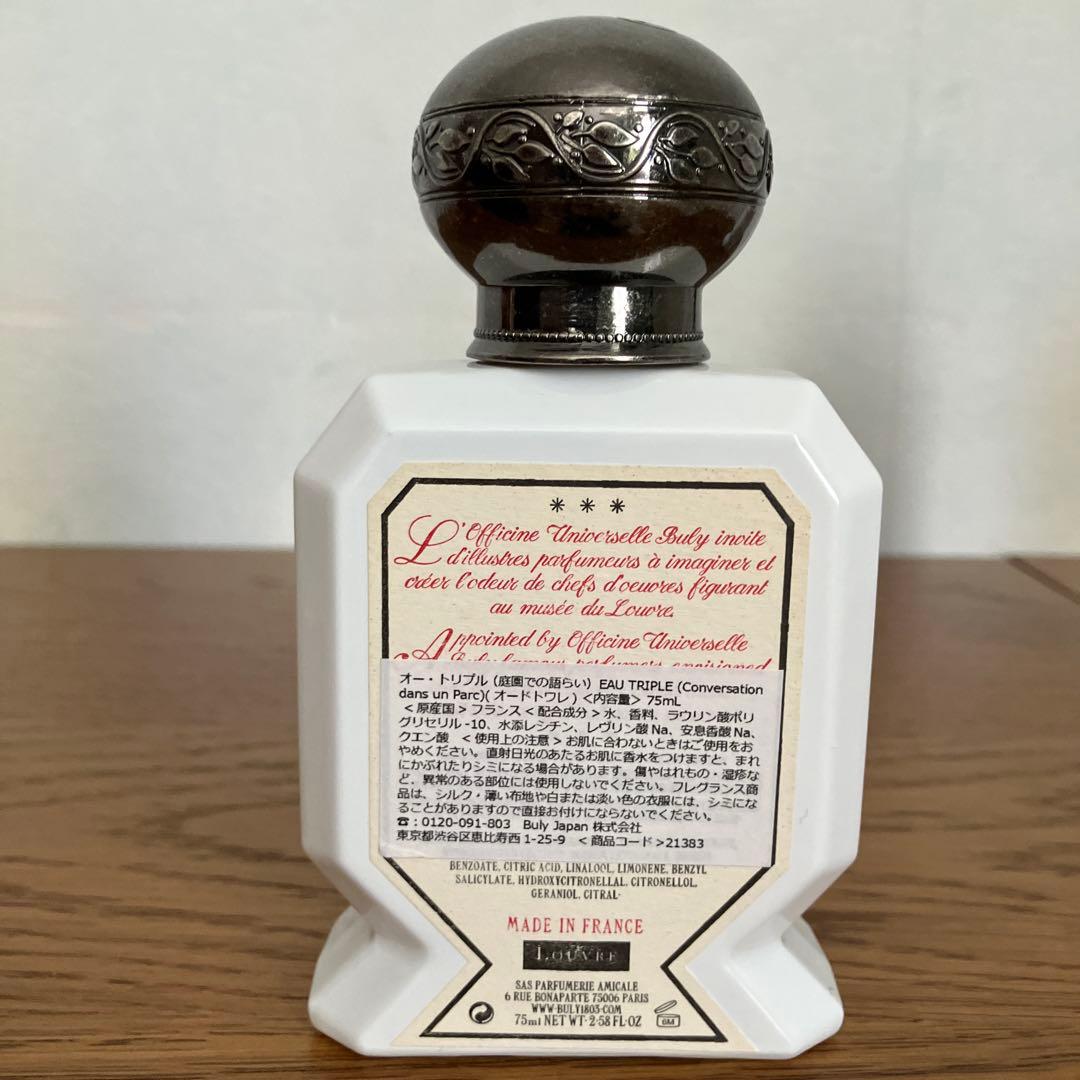 ***
L'Officine Universelle Buly invite
d'illustres parfumeurs à imaginer et
créer l'odeur de chefs d'oeuvres figurant
au musée du Louvre.
Appointed by Officine Universelle
Buly famous perfumers envisioned
オー・トリプル (庭園での語らい) EAU TRIPLE (Conversation
dans un Parc)( オードトワレ ) ＜内容量＞ 75mL
＜原産国＞フランス＜配合成分＞水、香料、ラウリン酸ポリ
グリセリル -10、水添レシチン、レヴリン酸 Na、安息香酸 Na、
クエン酸 ＜使用上の注意＞お肌に合わないときはご使用をお
やめください。直射日光のあたるお肌に香水をつけますと、まれ
にかぶれたりシミになる場合があります。傷やはれもの・湿疹な
ど、異常のある部位には使用しないでください。フレグランス商
品は、シルク・薄い布地や白または淡い色の衣服には、シミにな
ることがありますので直接お付けにならないでください。
☎：0120-091-803 Buly Japan 株式会社
東京都渋谷区恵比寿西 1-25-9 ＜商品コード＞21383
BENZOATE, CITRIC ACID, LINALOOL, LIMONENE, BENZYL
SALICYLATE, HYDROXYCITRONELLAL, CITRONELLOL,
GERANIOL, CITRAL·
MADE IN FRANCE
LOUVRE
SAS PARFUMERIE AMICALE
6 RUE BONAPARTE 75006 PARIS
WWW·BULY1803·COM
75ml NET WT· 2·58 FL·OZ
6M